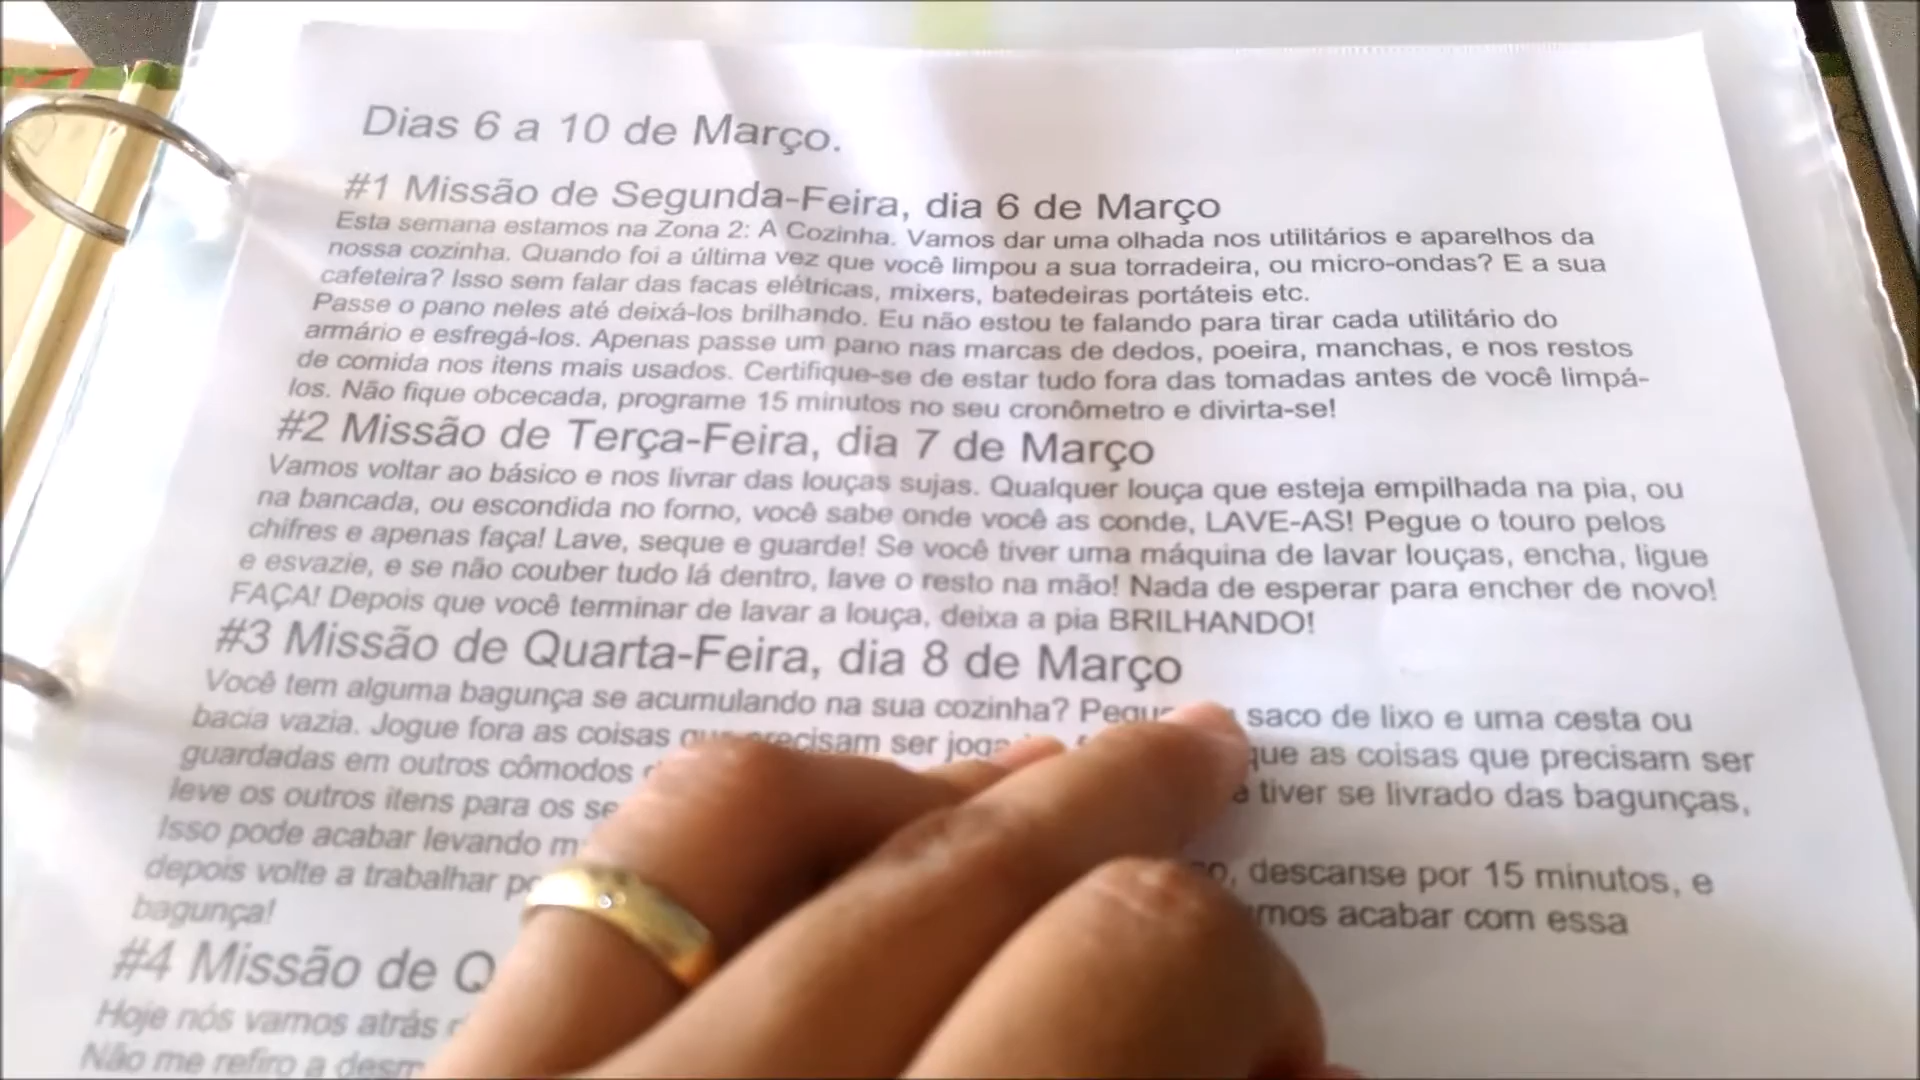 Dias 6 a 10 de Março.
#1 Missão de Segunda-Feira, dia 6 de Março
Esta semana estamos na Zona 2: A Cozinha. Vamos dar uma olhada nos utilitários e aparelhos da
nossa cozinha. Quando foi a última vez que você limpou a sua torradeira, ou micro-ondas? E a sua
cafeteira? Isso sem falar das facas elétricas, mixers, batedeiras portáteis etc.
Passe o pano neles até deixá-los brilhando. Eu não estou te falando para tirar cada utilitário do
armário e esfregá-los. Apenas passe um pano nas marcas de dedos, poeira, manchas, e nos restos
de comida nos itens mais usados. Certifique-se de estar tudo fora das tomadas antes de você limpá-
los. Não fique obcecada, programe 15 minutos no seu cronômetro e divirta-se!
#2 Missão de Terça-Feira, dia 7 de Março
Vamos voltar ao básico e nos livrar das louças sujas. Qualquer louça que esteja empilhada na pia, ou
na bancada, ou escondida no forno, você sabe onde você as conde, LAVE-AS! Pegue o touro pelos
chifres e apenas faça! Lave, seque e guarde! Se você tiver uma máquina de lavar louças, encha, ligue
e esvazie, e se não couber tudo lá dentro, lave o resto na mão! Nada de esperar para encher de novo!
FAÇA! Depois que você terminar de lavar a louça, deixa a pia BRILHANDO!
#3 Missão de Quarta-Feira, dia 8 de Março
Você tem alguma bagunça se acumulando na sua cozinha? saco de lixo e uma cesta ou
bacia vazia. Jogue fora as coisas que precisam ser que as coisas que precisam ser
guardadas em outros cômodos tiver se livrado das bagunças,
leve os outros itens para os
Isso pode acabar levando descanse por 15 minutos, e
depois volte a trabalhar acabar com essa
bagunça!
#4 Missão de
Hoje nós vamos atrás
Não me refiro a